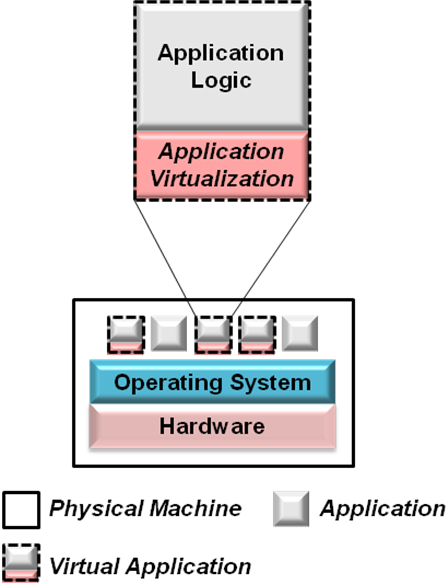 Application
Logic
Application
Virtualization
Operating System
Hardware
Physical Machine
Application
Virtual Application